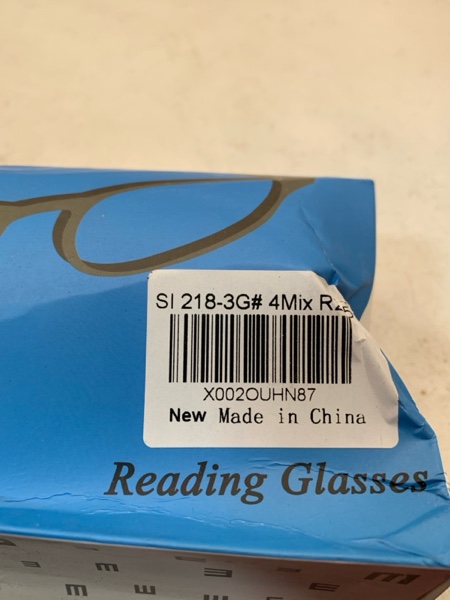 SI 218-3G# 4Mix
X002OUHN87
New Made in China
Reading Glasses